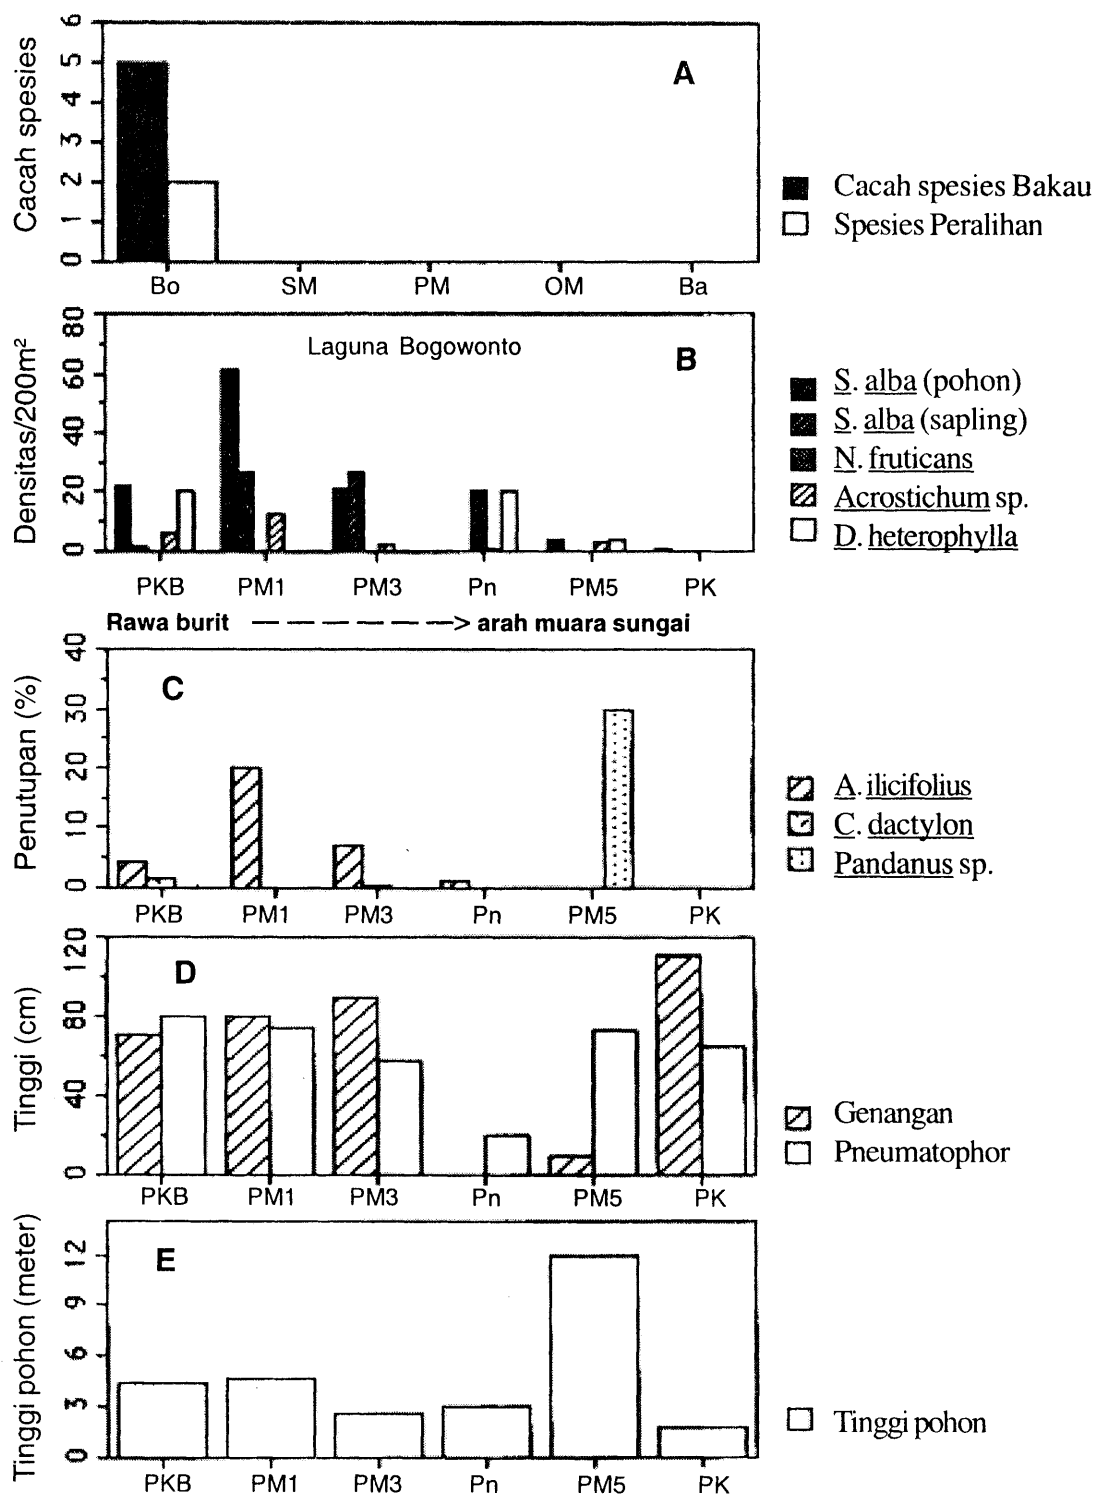 A
Cacah spesies
6
5
4
3
2
1
0
Bo SM PM OM Ba
Cacah spesies Bakau
Spesies Peralihan
B
Laguna Bogowonto
Densitas/200m²
80
60
40
20
0
PKB PM1 PM3 Pn PM5 PK
S. alba (pohon)
S. alba (sapling)
N. fruticans
Acrostichum sp.
D. heterophylla
Rawa burit — — — — — — —> arah muara sungai
C
Penutupan (%)
40
30
20
10
0
PKB PM1 PM3 Pn PM5 PK
A. ilicifolius
C. dactylon
Pandanus sp.
D
Tinggi (cm)
120
80
40
0
PKB PM1 PM3 Pn PM5 PK
Genangan
Pneumatophor
E
Tinggi pohon (meter)
12
9
6
3
0
PKB PM1 PM3 Pn PM5 PK
Tinggi pohon